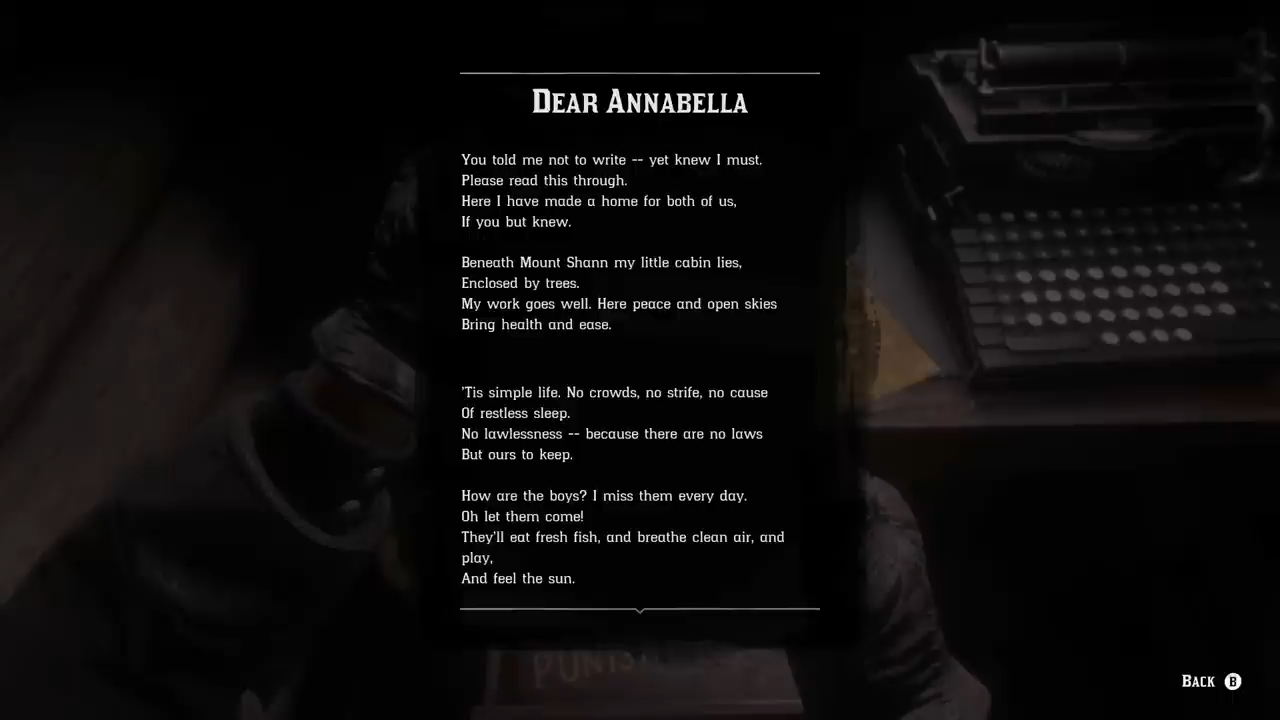 Dear Annabella
You told me not to write -- yet knew I must.
Please read this through.
Here I have made a home for both of us,
If you but knew.
Beneath Mount Shann my little cabin lies,
Enclosed by trees.
My work goes well. Here peace and open skies
Bring health and ease.
'Tis simple life. No crowds, no strife, no cause
Of restless sleep.
No lawlessness -- because there are no laws
But ours to keep.
How are the boys? I miss them every day.
Oh let them come!
They'll eat fresh fish, and breathe clean air, and
play,
And feel the sun.
Back B